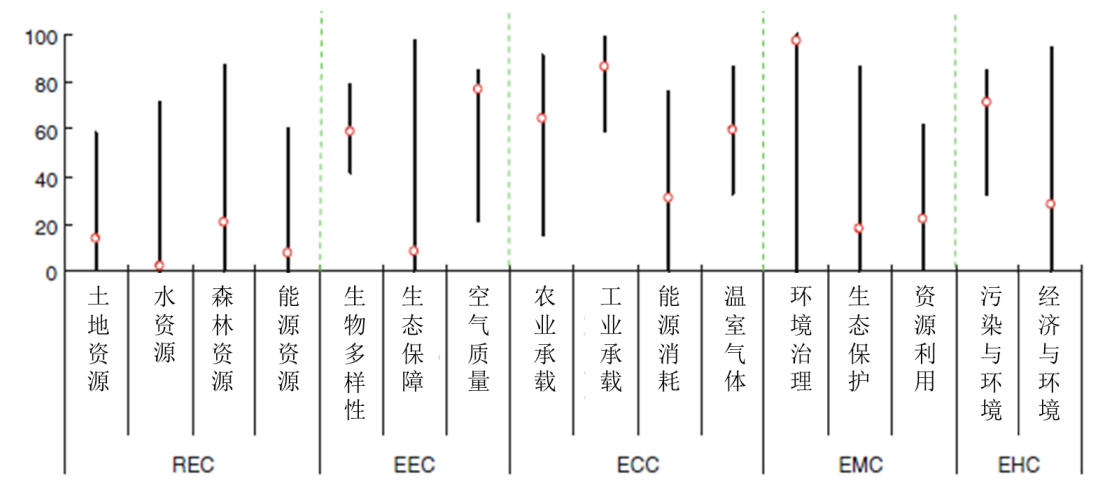 100
80
60
40
20
0
土地资源
水资源
森林资源
能源资源
生物多样性
生态保障
空气质量
农业承载
工业承载
能源消耗
温室气体
环境治理
生态保护
资源利用
污染与环境
经济与环境
REC
EEC
ECC
EMC
EHC